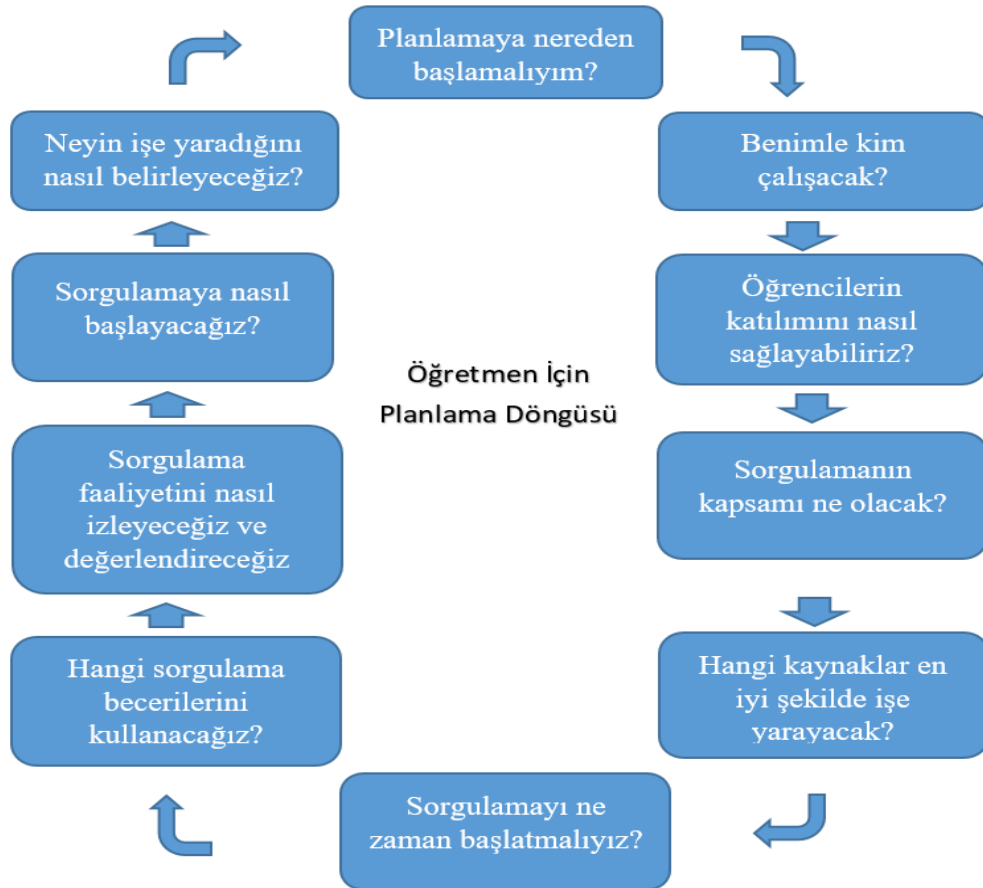 Planlamaya nereden
başlamalıyım?
Benimle kim
çalışacak?
Öğrencilerin
katılımını nasıl
sağlayabiliriz?
Sorgulamanın
kapsamı ne olacak?
Hangi kaynaklar en
iyi şekilde işe
yarayacak?
Sorgulamayı ne
zaman başlatmalıyız?
Hangi sorgulama
becerilerini
kullanacağız?
Sorgulama
faaliyetini nasıl
izleyeceğiz ve
değerlendireceğiz
Sorgulamaya nasıl
başlayacağız?
Neyin işe yaradığını
nasıl belirleyeceğiz?
Öğretmen İçin
Planlama Döngüsü